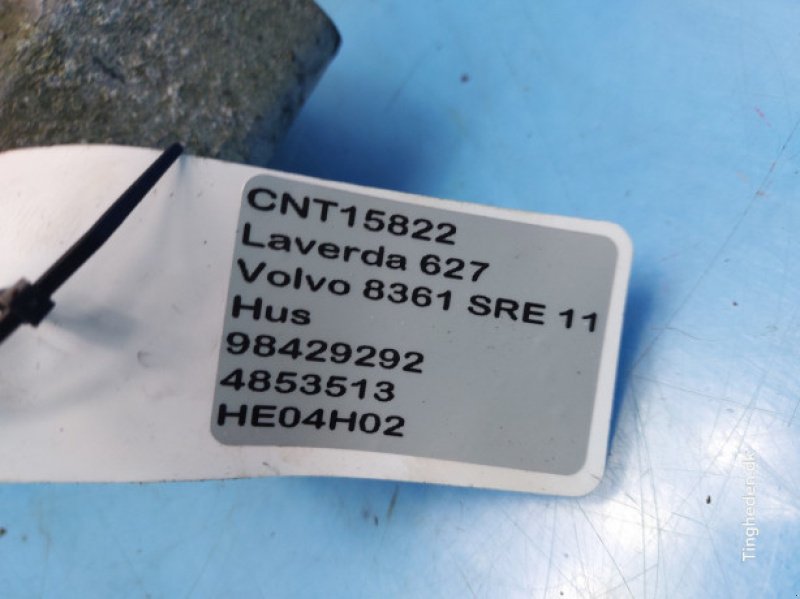 CNT15822
Laverda 627
Volvo 8361 SRE 11
Hus
98429292
4853513
HE04H02
Tingheden.dk